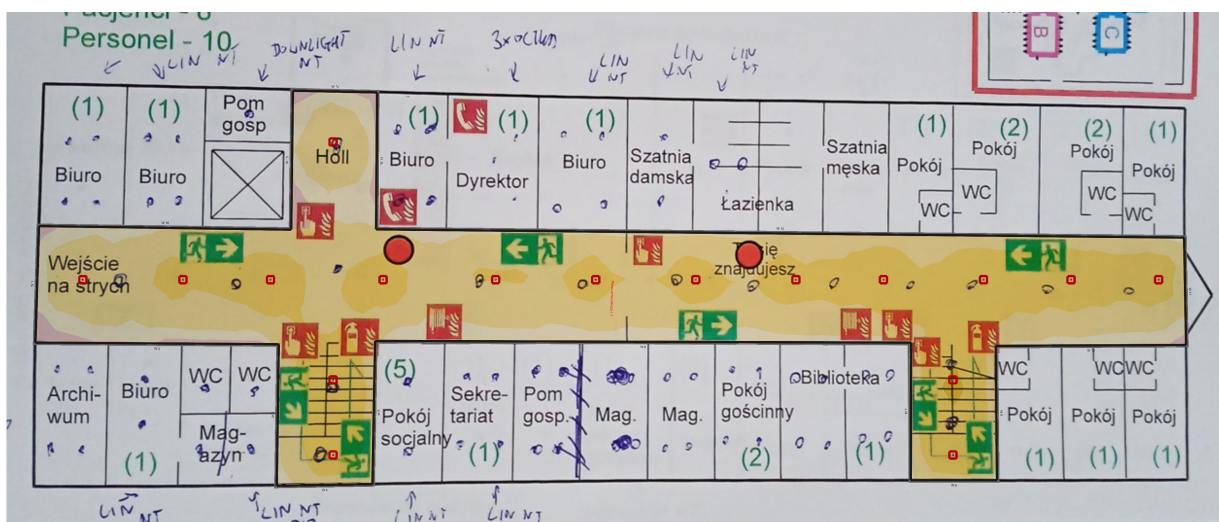 Pacjenci - 8
Personel - 10
LIN NT
DOWNLIGHT
NT
LIN NT
3x OCZKO
LIN
NT
LIN
NT
LIN
NT
B
C
(1)
(1)
Pom
gosp
Holl
(1)
(1)
(1)
(1)
(2)
(2)
(1)
Biuro
Biuro
Biuro
Dyrektor
Biuro
Szatnia
damska
Łazienka
Szatnia
męska
Pokój
Pokój
Pokój
Pokój
WC
WC
WC
WC
Wejście
na strych
znajdujesz
Archi-
wum
Biuro
(1)
WC
WC
Mag-
azyn
(5)
Pokój
socjalny
Sekre-
tariat
(1)
Pom
gosp.
Mag.
Mag.
Pokój
gościnny
(2)
Biblioteka
(1)
WC
WC
WC
Pokój
Pokój
Pokój
(1)
(1)
(1)
LIN NT
LIN NT
LIN NT
LIN NT